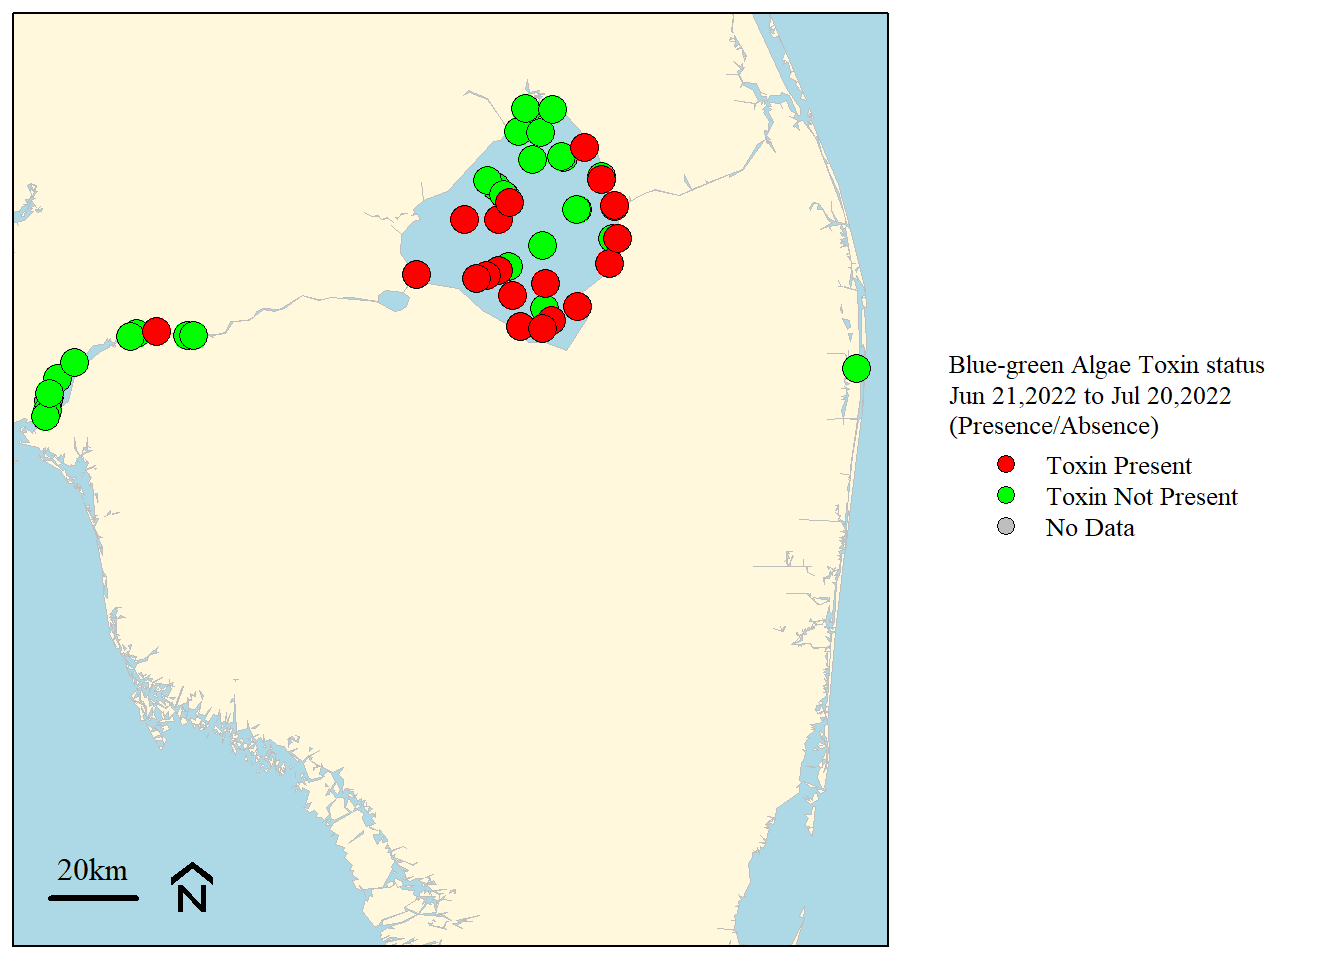 Blue-green Algae Toxin status
Jun 21,2022 to Jul 20,2022
(Presence/Absence)
Toxin Present
Toxin Not Present
No Data
20km
N